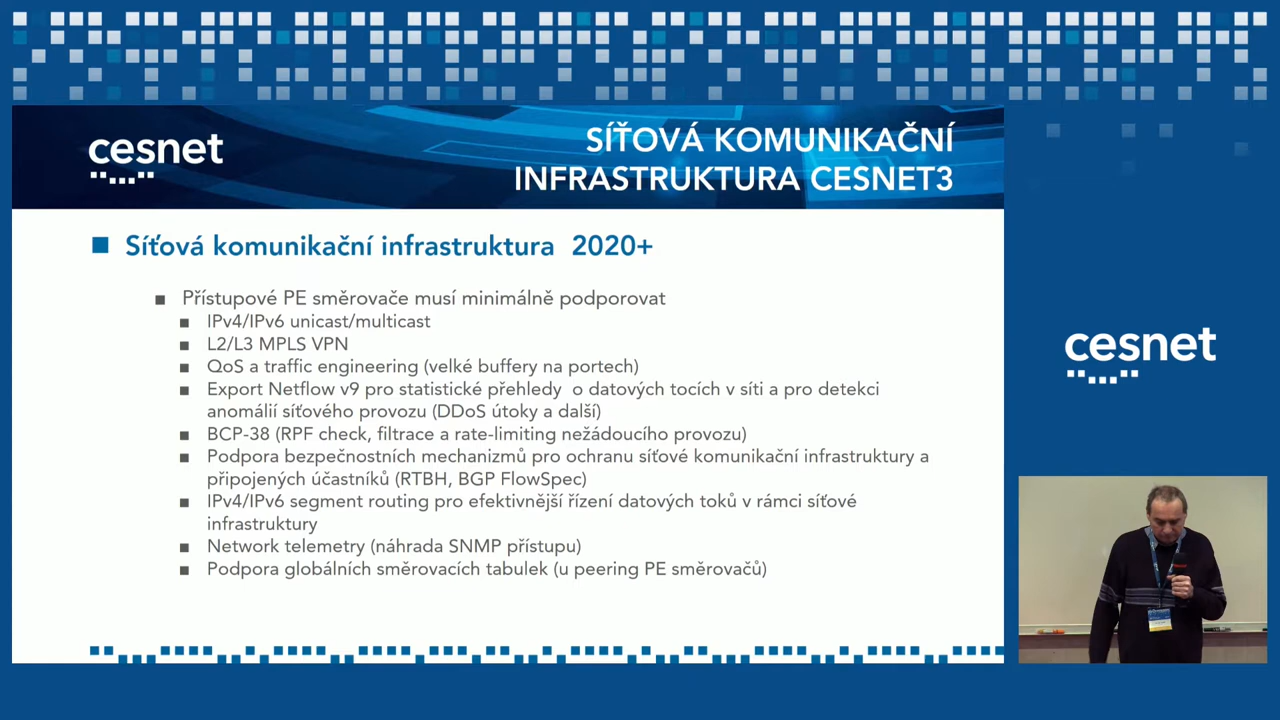 cesnet
SÍŤOVÁ KOMUNIKAČNÍ
INFRASTRUKTURA CESNET3
Síťová komunikační infrastruktura 2020+
Přístupové PE směrovače musí minimálně podporovat
IPv4/IPv6 unicast/multicast
L2/L3 MPLS VPN
QoS a traffic engineering (velké buffery na portech)
Export Netflow v9 pro statistické přehledy o datových tocích v síti a pro detekci
anomálií síťového provozu (DDoS útoky a další)
BCP-38 (RPF check, filtrace a rate-limiting nežádoucího provozu)
Podpora bezpečnostních mechanizmů pro ochranu síťové komunikační infrastruktury a
připojených účastníků (RTBH, BGP FlowSpec)
IPv4/IPv6 segment routing pro efektivnější řízení datových toků v rámci síťové
infrastruktury
Network telemetry (náhrada SNMP přístupu)
Podpora globálních směrovacích tabulek (u peering PE směrovačů)
cesnet